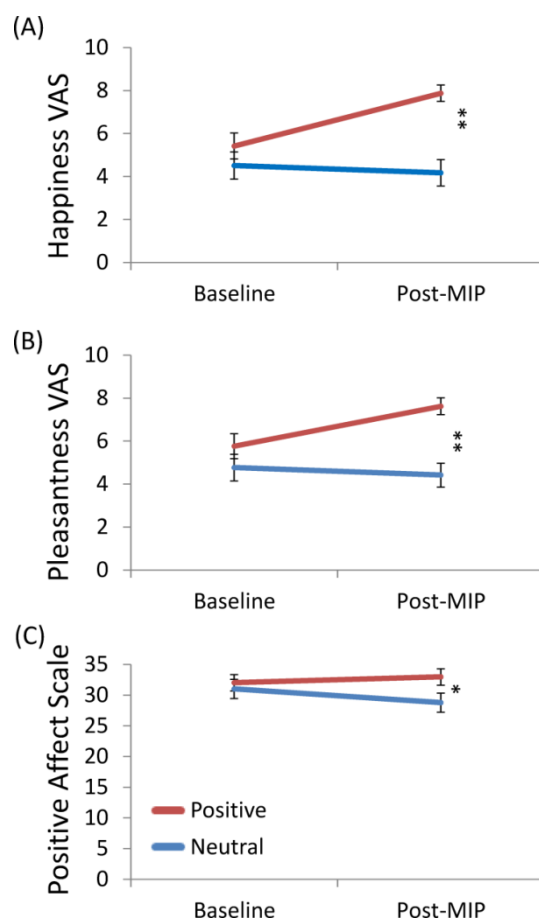 (A)
Happiness VAS
10
8
6
4
2
0
**
Baseline Post-MIP
(B)
Pleasantness VAS
10
8
6
4
2
0
**
Baseline Post-MIP
(C)
Positive Affect Scale
35
30
25
20
15
10
5
0
*
Positive
Neutral
Baseline Post-MIP